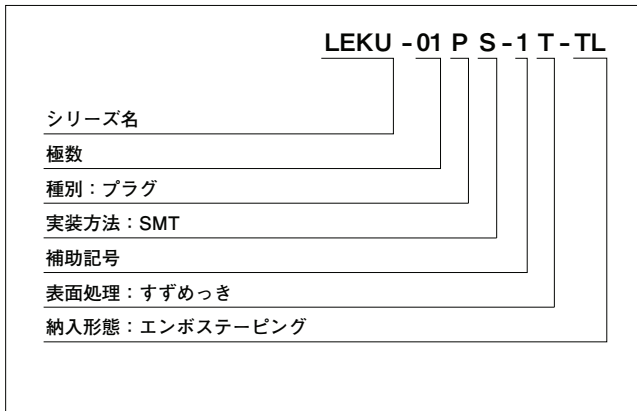 LEKU - 01 P S - 1 T - TL
シリーズ名
極数
種別：プラグ
実装方法：SMT
補助記号
表面処理：すずめっき
納入形態：エンボステーピング